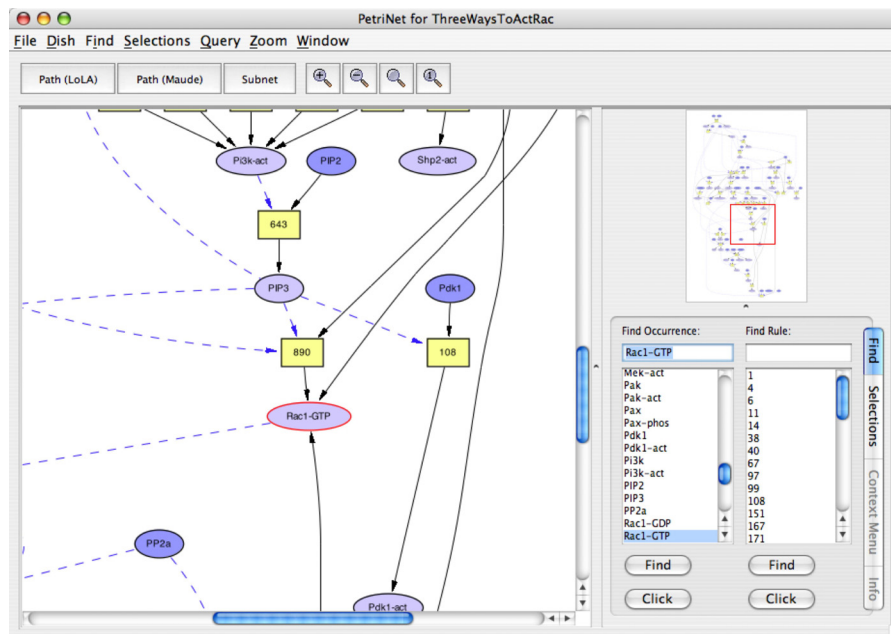 PetriNet for ThreeWaysToActRac
File Dish Find Selections Query Zoom Window
Path (LoLA) Path (Maude) Subnet
Pi3k-act PIP2 Shp2-act
643
PIP3 Pdk1
890 108
Rac1-GTP
PP2a
Pdk1-act
Find Occurrence: Find Rule:
Rac1-GTP
Mek-act 1
Pak 4
Pak-act 6
Pax 11
Pax-phos 14
Pdk1 38
Pdk1-act 40
Pi3k 67
Pi3k-act 97
PIP2 99
PIP3 108
PP2a 151
Rac1-GDP 167
Rac1-GTP 171
Find Find
Click Click
Find
Selections
Context Menu
Info